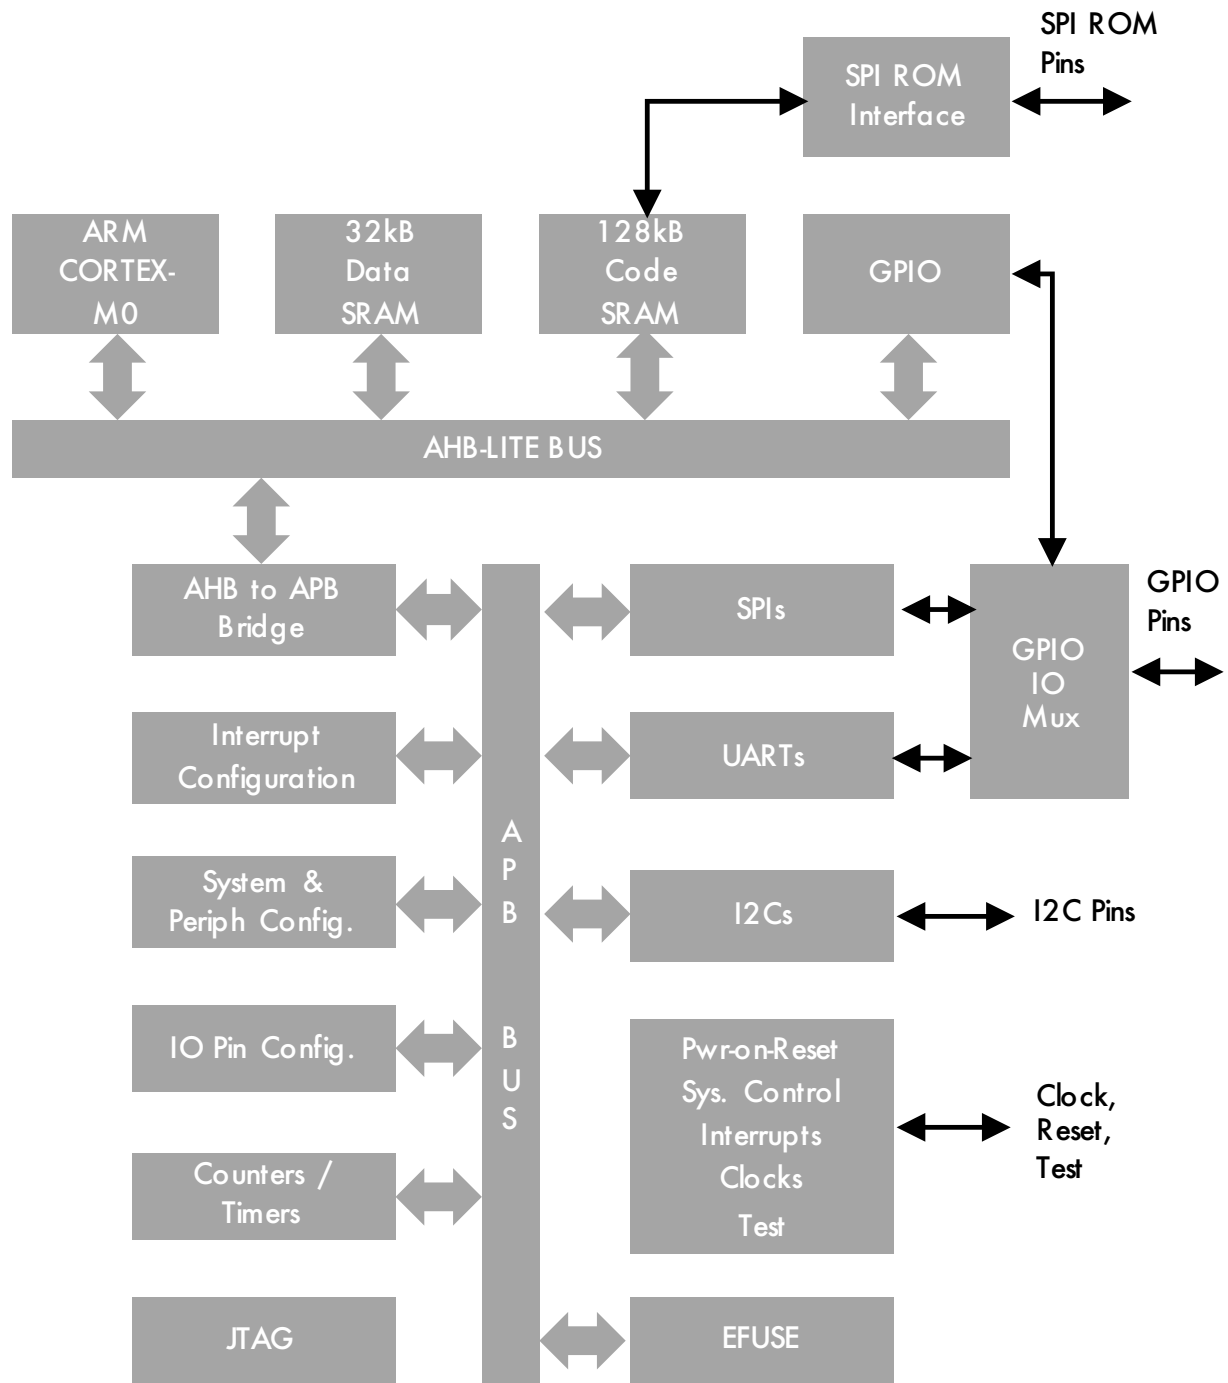 SPI ROM
Pins
SPI ROM
Interface
ARM
CORTEX-
M0
32kB
Data
SRAM
128kB
Code
SRAM
GPIO
AHB-LITE BUS
AHB to APB
Bridge
SPIs
GPIO
IO
Mux
GPIO
Pins
Interrupt
Configuration
UARTs
A
P
B
B
U
S
System &
Periph Config.
I2Cs
I2C Pins
IO Pin Config.
Pwr-on-Reset
Sys. Control
Interrupts
Clocks
Test
Clock,
Reset,
Test
Counters /
Timers
JTAG
EFUSE